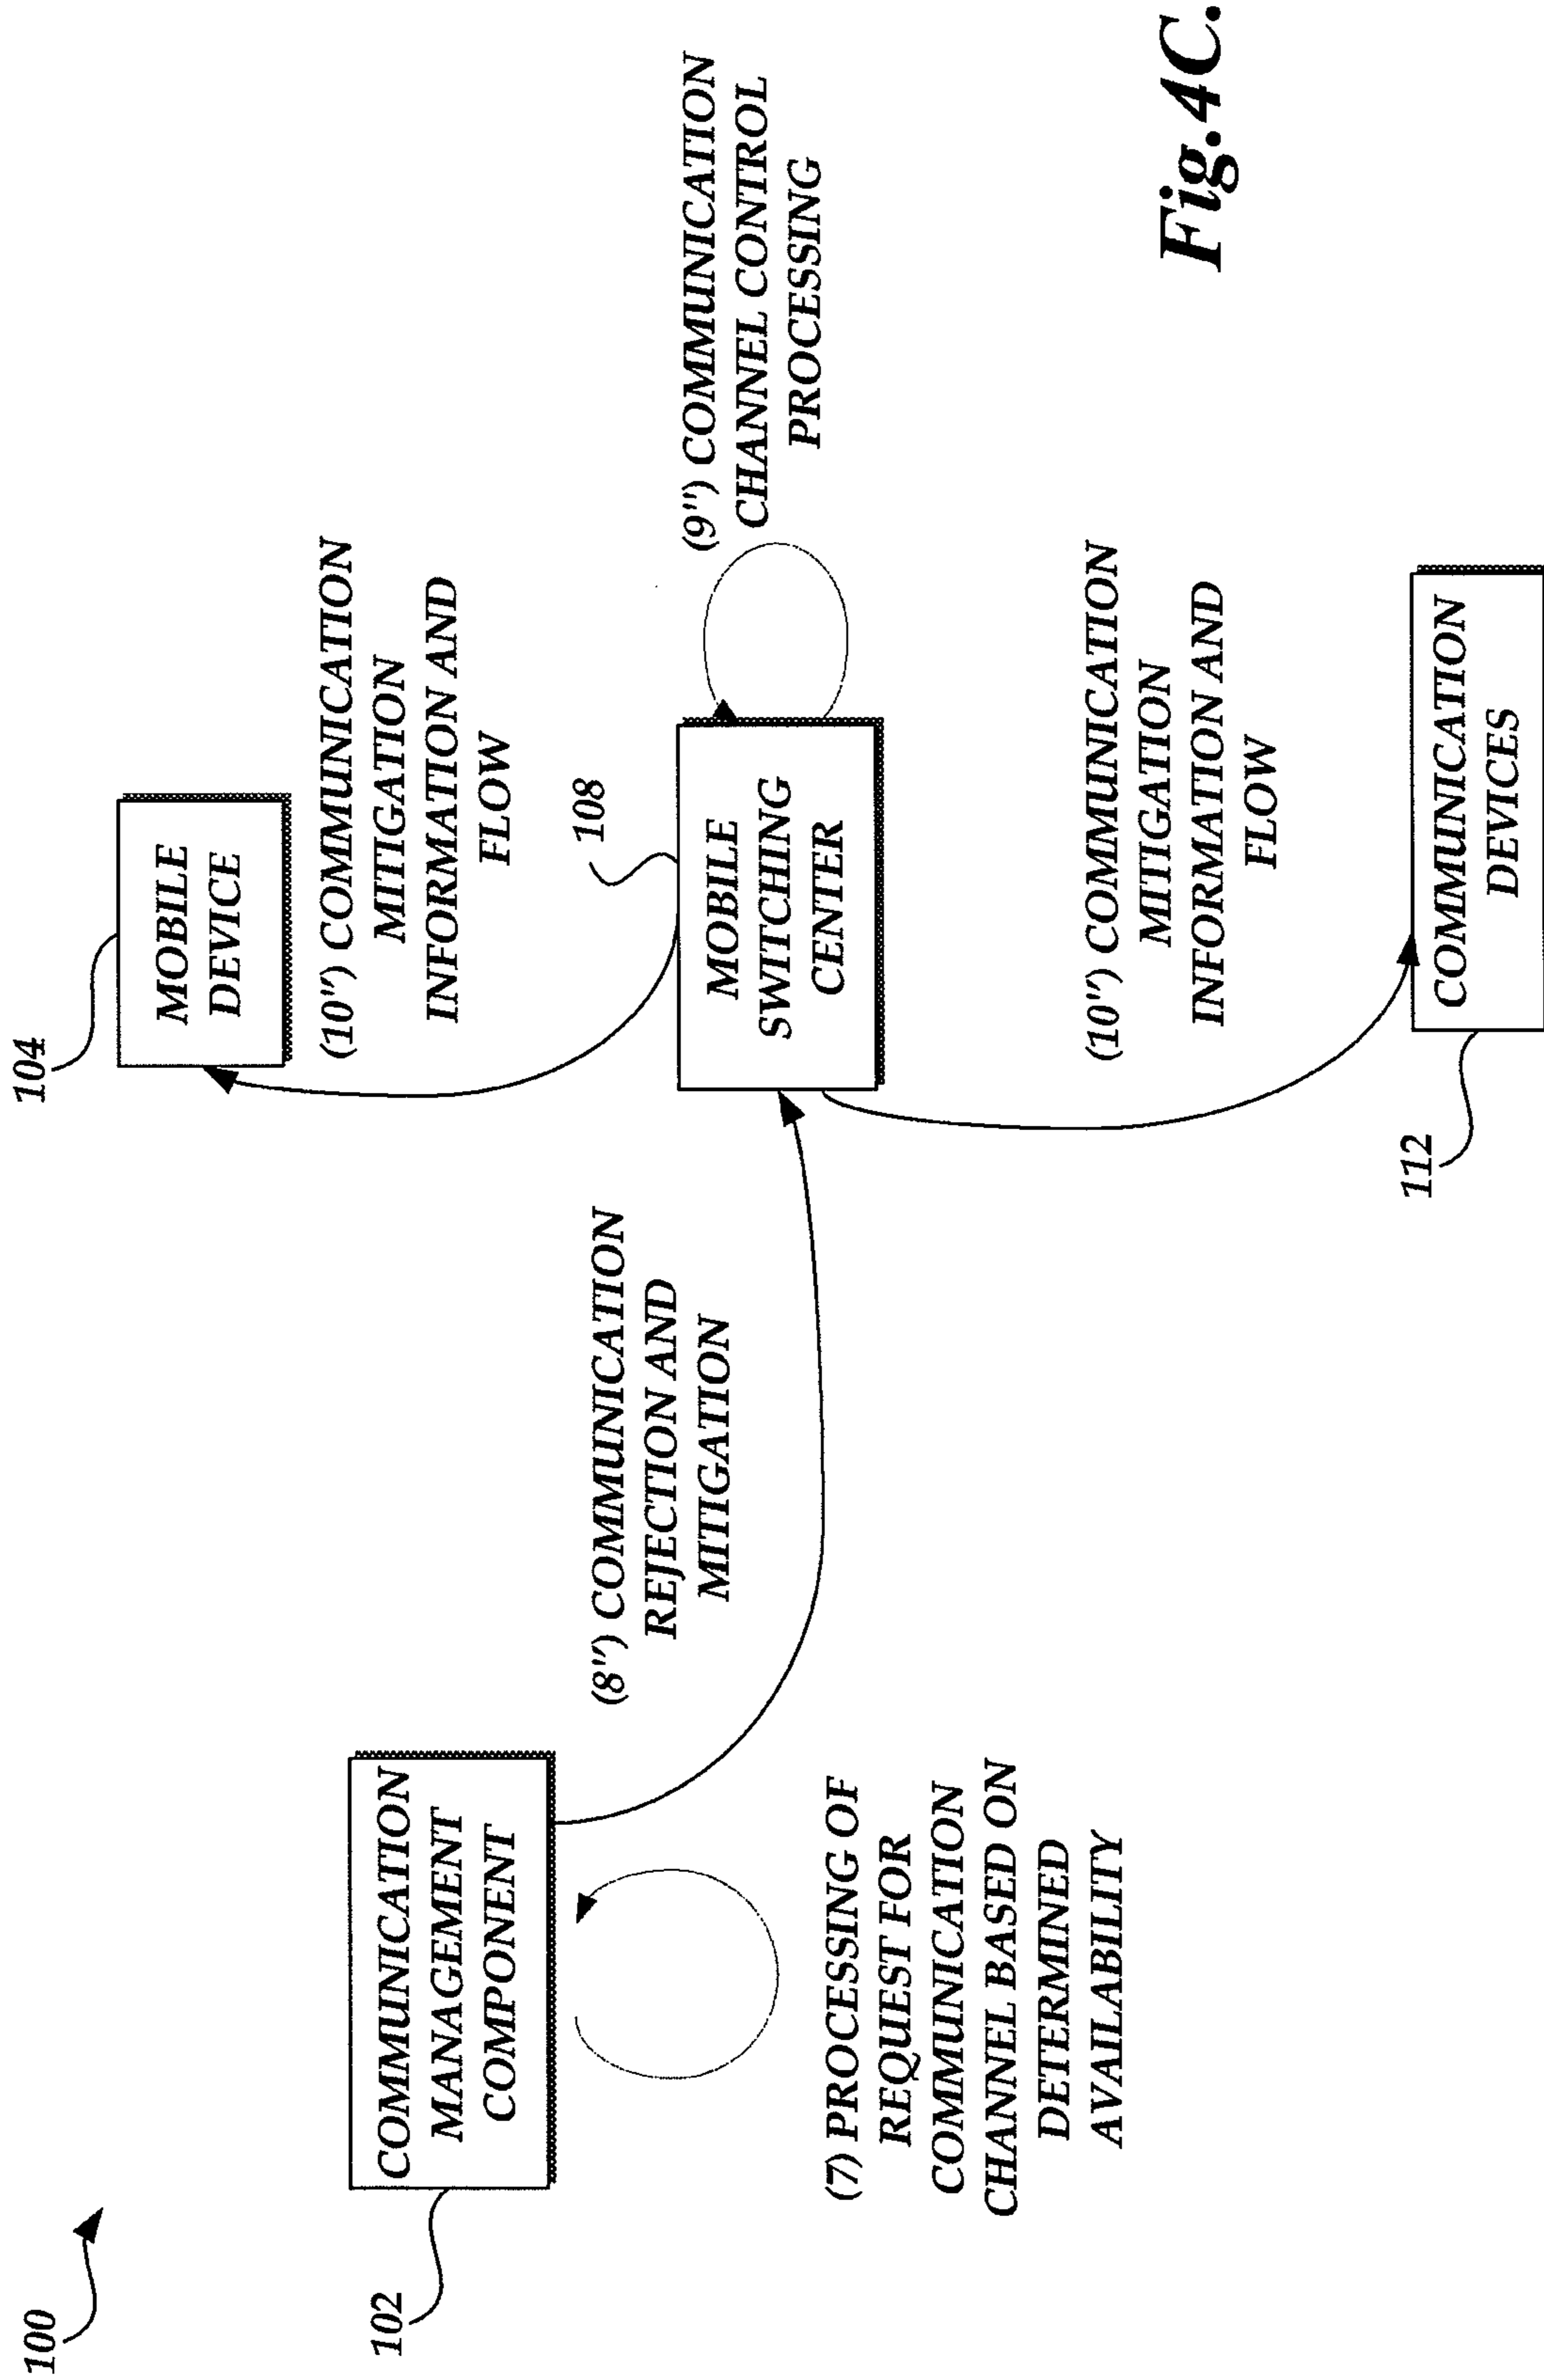 100
102
COMMUNICATION
MANAGEMENT
COMPONENT
(7) PROCESSING OF
REQUEST FOR
COMMUNICATION
CHANNEL BASED ON
DETERMINED
AVAILABILITY
(8") COMMUNICATION
REJECTION AND
MITIGATION
104
MOBILE
DEVICE
(10") COMMUNICATION
MITIGATION
INFORMATION AND
FLOW
108
MOBILE
SWITCHING
CENTER
(9") COMMUNICATION
CHANNEL CONTROL
PROCESSING
(10") COMMUNICATION
MITIGATION
INFORMATION AND
FLOW
112
COMMUNICATION
DEVICES
Fig.4C.